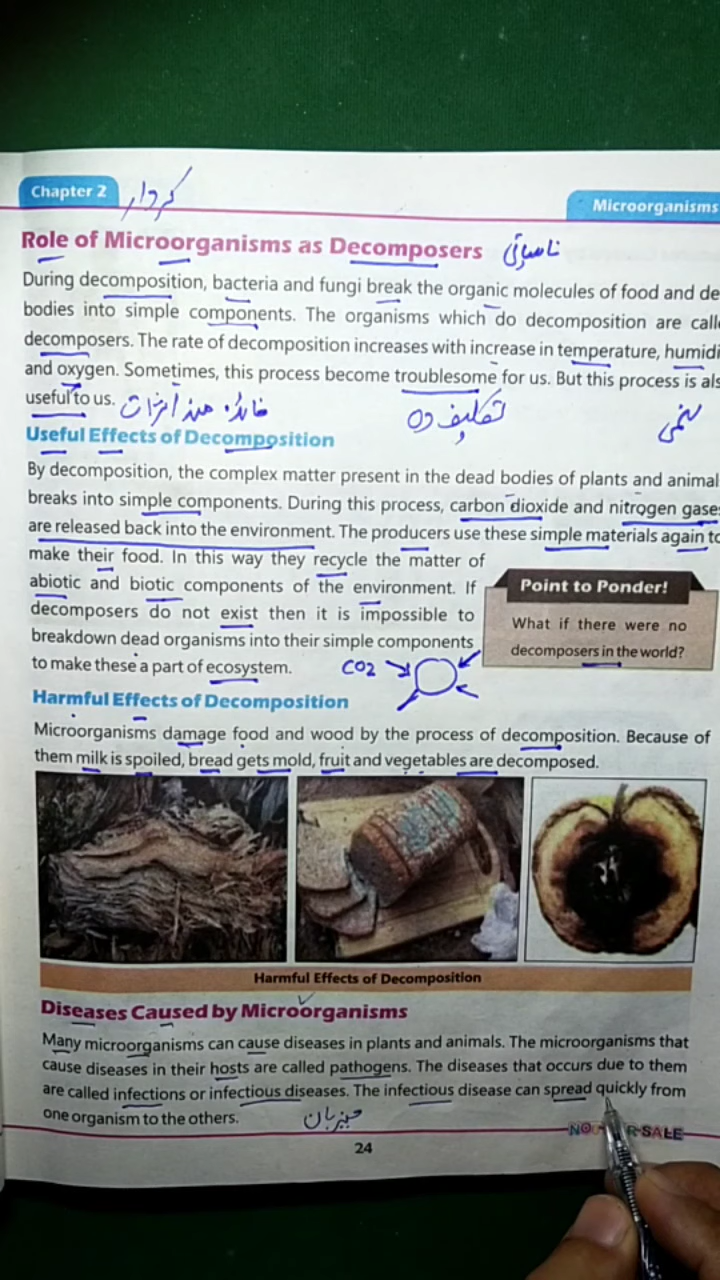 Chapter 2
کردار
Microorganisms
Role of Microorganisms as Decomposers
During decomposition, bacteria and fungi break the organic molecules of food and de
bodies into simple components. The organisms which do decomposition are calle
decomposers. The rate of decomposition increases with increase in temperature, humidi
and oxygen. Sometimes, this process become troublesome for us. But this process is als
useful to us.
فائدہ مند اثرات
تکلیف دہ
نمی
Useful Effects of Decomposition
By decomposition, the complex matter present in the dead bodies of plants and animal
breaks into simple components. During this process, carbon dioxide and nitrogen gases
are released back into the environment. The producers use these simple materials again to
make their food. In this way they recycle the matter of
abiotic and biotic components of the environment. If
decomposers do not exist then it is impossible to
breakdown dead organisms into their simple components
to make these a part of ecosystem.
CO2
Point to Ponder!
What if there were no
decomposers in the world?
Harmful Effects of Decomposition
Microorganisms damage food and wood by the process of decomposition. Because of
them milk is spoiled, bread gets mold, fruit and vegetables are decomposed.
Harmful Effects of Decomposition
Diseases Caused by Microorganisms
Many microorganisms can cause diseases in plants and animals. The microorganisms that
cause diseases in their hosts are called pathogens. The diseases that occurs due to them
are called infections or infectious diseases. The infectious disease can spread quickly from
one organism to the others.
میزبان
24